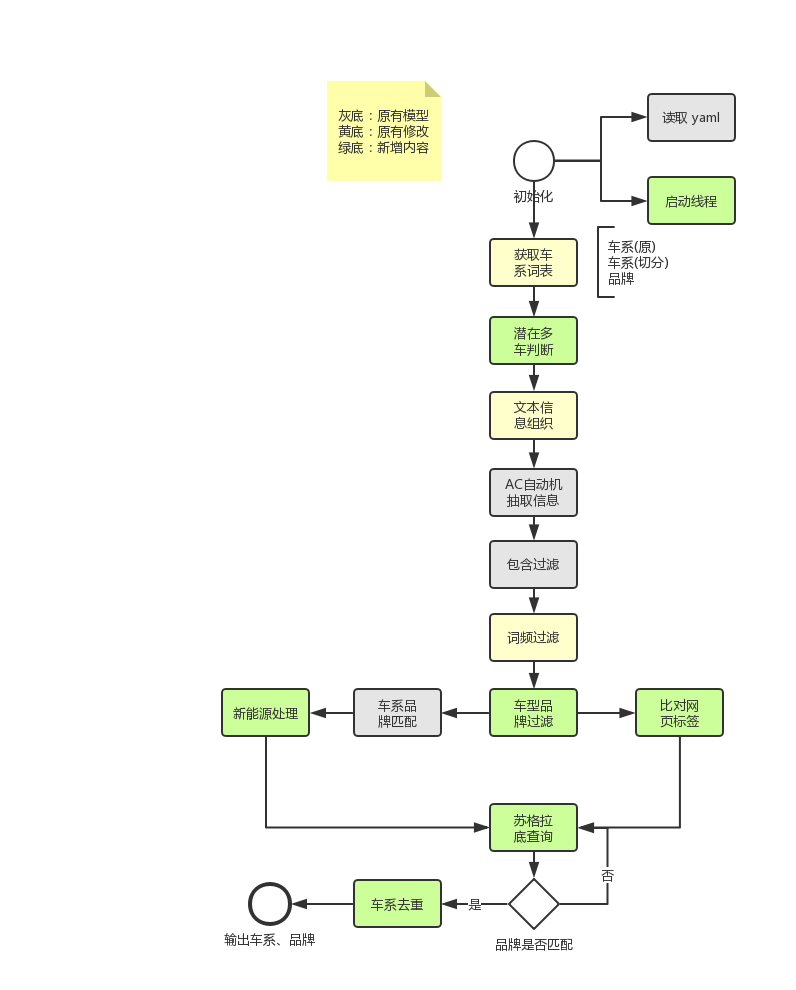 灰底：原有模型
黄底：原有修改
绿底：新增内容
读取 yaml
初始化
启动线程
获取车
系词表
车系(原)
车系(切分)
品牌
潜在多
车判断
文本信
息组织
AC自动机
抽取信息
包含过滤
词频过滤
新能源处理
车系品
牌匹配
车型品
牌过滤
比对网
页标签
苏格拉
底查询
否
车系去重
是
输出车系、品牌
品牌是否匹配